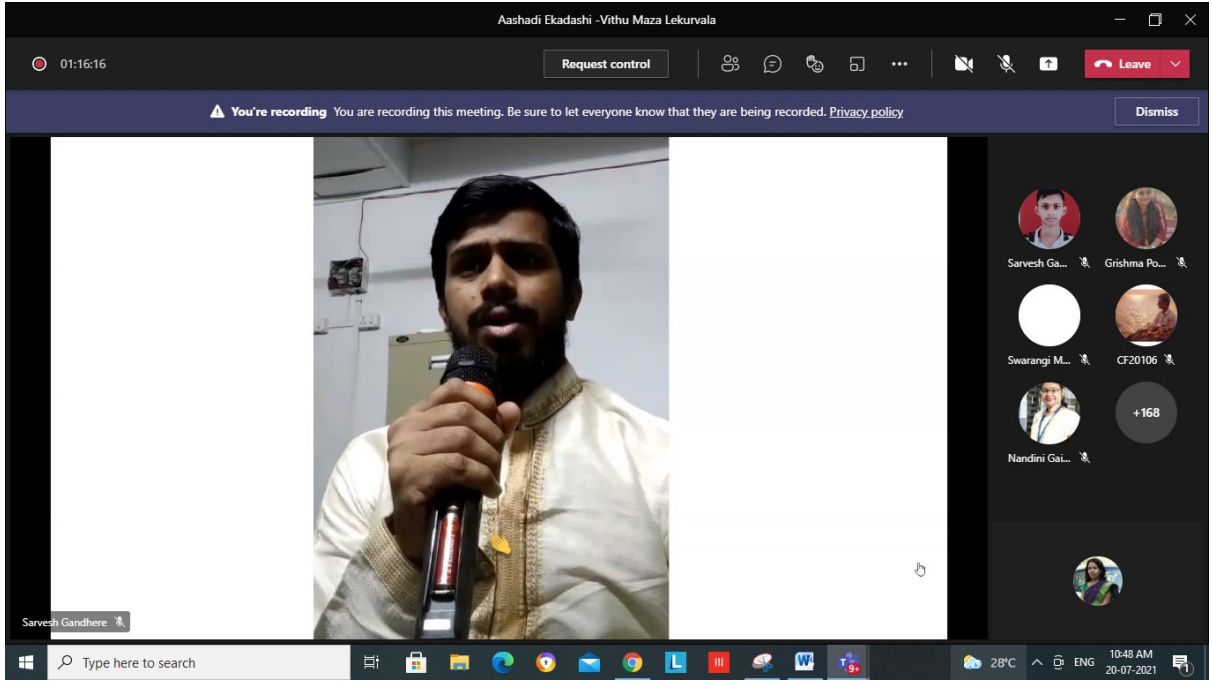 Aashadi Ekadashi -Vithu Maza Lekurvala
01:16:16
Request control
Leave
You're recording You are recording this meeting. Be sure to let everyone know that they are being recorded. Privacy policy
Dismiss
Sarvesh Ga...
Grishma Po...
Swarangi M...
CF20106
+168
Nandini Gai...
Sarvesh Gandhere
Type here to search
L
W
T
9+
28°C
ENG
10:48 AM
20-07-2021
1